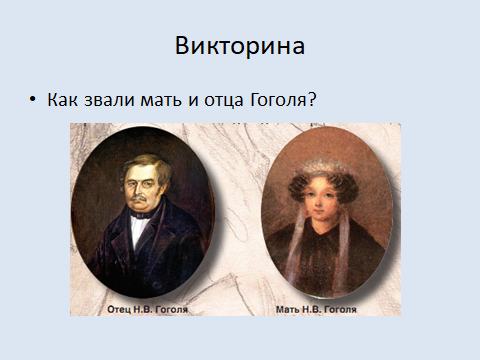 Викторина
• Как звали мать и отца Гоголя?
Отец Н.В. Гоголя
Мать Н.В. Гоголя